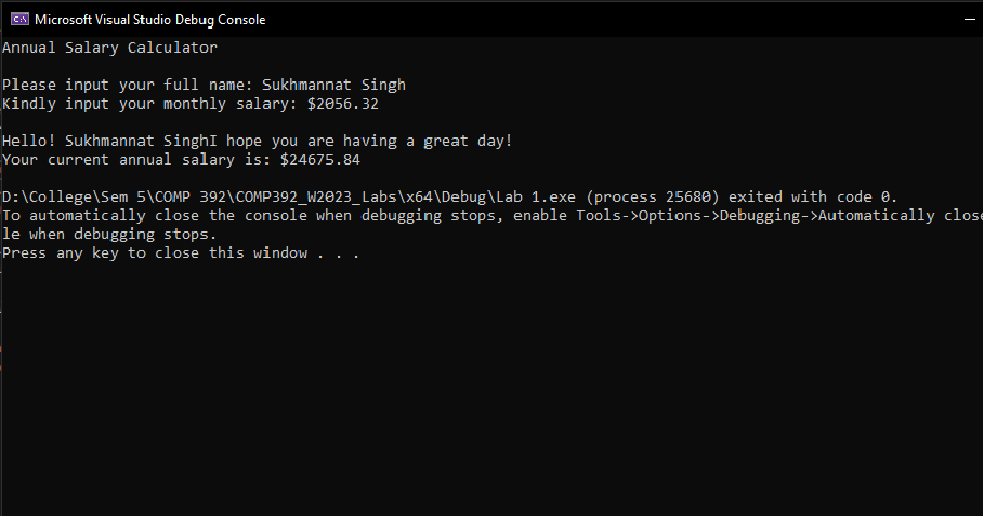 Microsoft Visual Studio Debug Console
Annual Salary Calculator
Please input your full name: Sukhmannat Singh
Kindly input your monthly salary: $2056.32
Hello! Sukhmannat SinghI hope you are having a great day!
Your current annual salary is: $24675.84
D:\College\Sem 5\COMP 392\COMP392_W2023_Labs\x64\Debug\Lab 1.exe (process 25680) exited with code 0.
To automatically close the console when debugging stops, enable Tools->Options->Debugging->Automatically close
le when debugging stops.
Press any key to close this window . . .